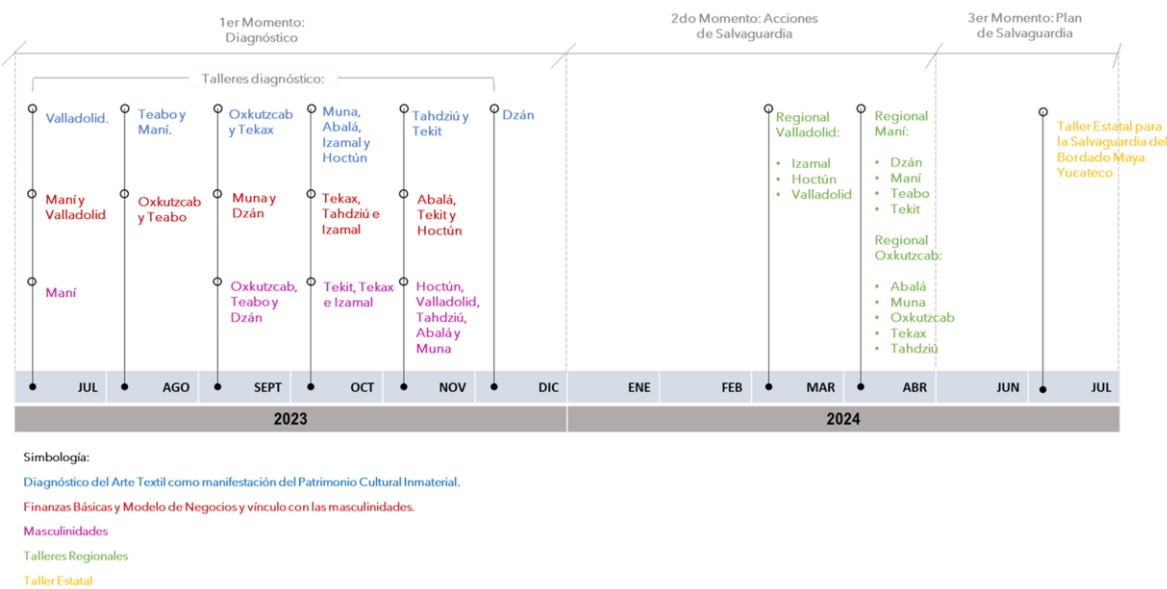 1er Momento:
Diagnóstico
2do Momento: Acciones
de Salvaguardia
3er Momento: Plan
de Salvaguardia
Talleres diagnóstico:
Valladolid.
Teabo y
Maní.
Oxkutzcab
y Tekax
Muna,
Abalá,
Izamal y
Hoctún
Tahdziú y
Tekit
Dzán
Maní y
Valladolid
Oxkutzcab
y Teabo
Muna y
Dzán
Tekax,
Tahdziú e
Izamal
Abalá,
Tekit y
Hoctún
Maní
Oxkutzcab,
Teabo y
Dzán
Tekit, Tekax
e Izamal
Hoctún,
Valladolid,
Tahdziú,
Abalá y
Muna
Regional
Valladolid:
• Izamal
• Hoctún
• Valladolid
Regional
Maní:
• Dzán
• Maní
• Teabo
• Tekit
Regional
Oxkutzcab:
• Abalá
• Muna
• Oxkutzcab
• Tekax
• Tahdziú
Taller Estatal para
la Salvaguardia del
Bordado Maya
Yucateco
JUL AGO SEPT OCT NOV DIC ENE FEB MAR ABR JUN JUL
2023 2024
Simbología:
Diagnóstico del Arte Textil como manifestación del Patrimonio Cultural Inmaterial.
Finanzas Básicas y Modelo de Negocios y vínculo con las masculinidades.
Masculinidades
Talleres Regionales
Taller Estatal